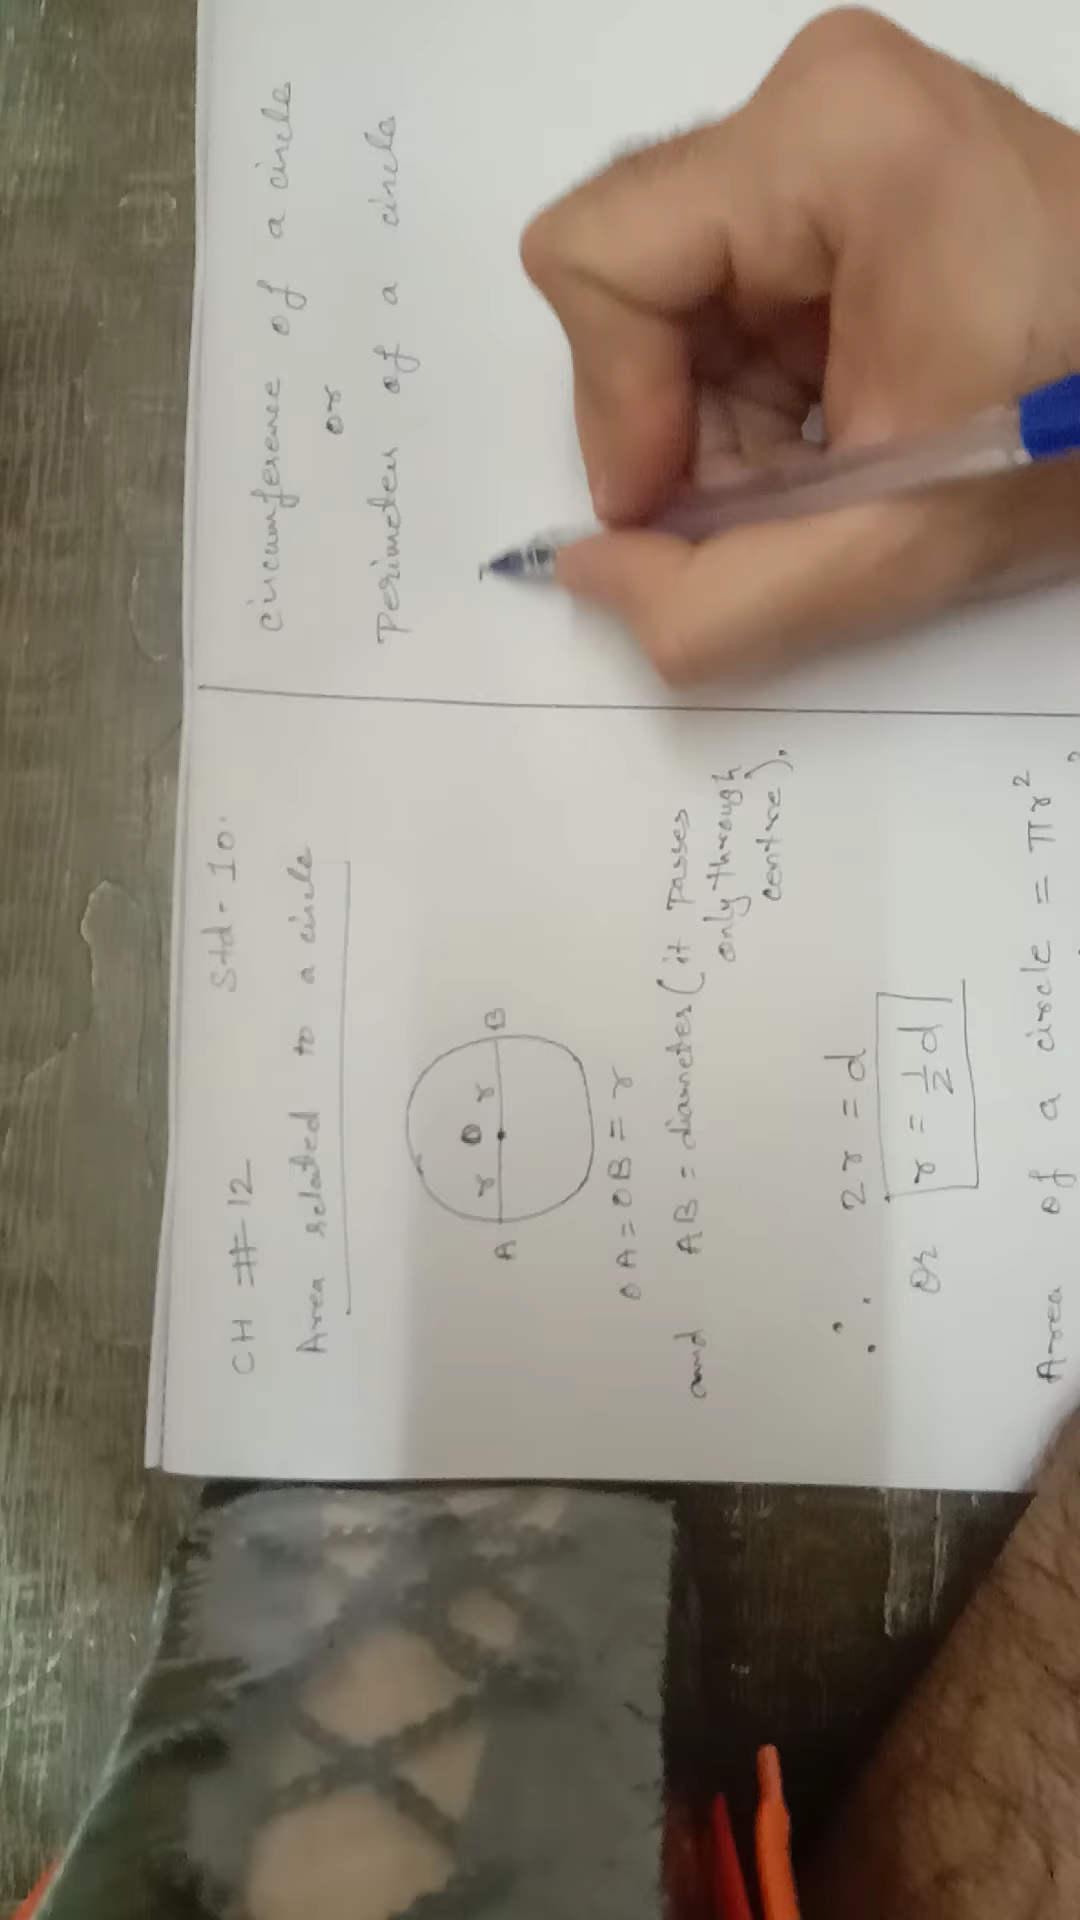 CH # 12 Std - 10.
Area related to a circle
r O r
A B
OA = OB = r
and AB = diameter (it passes
only through
centre).
∴ 2r = d
or r = 1/2 d
Area of a circle = πr²
circumference of a circle
or
Perimeter of a circle